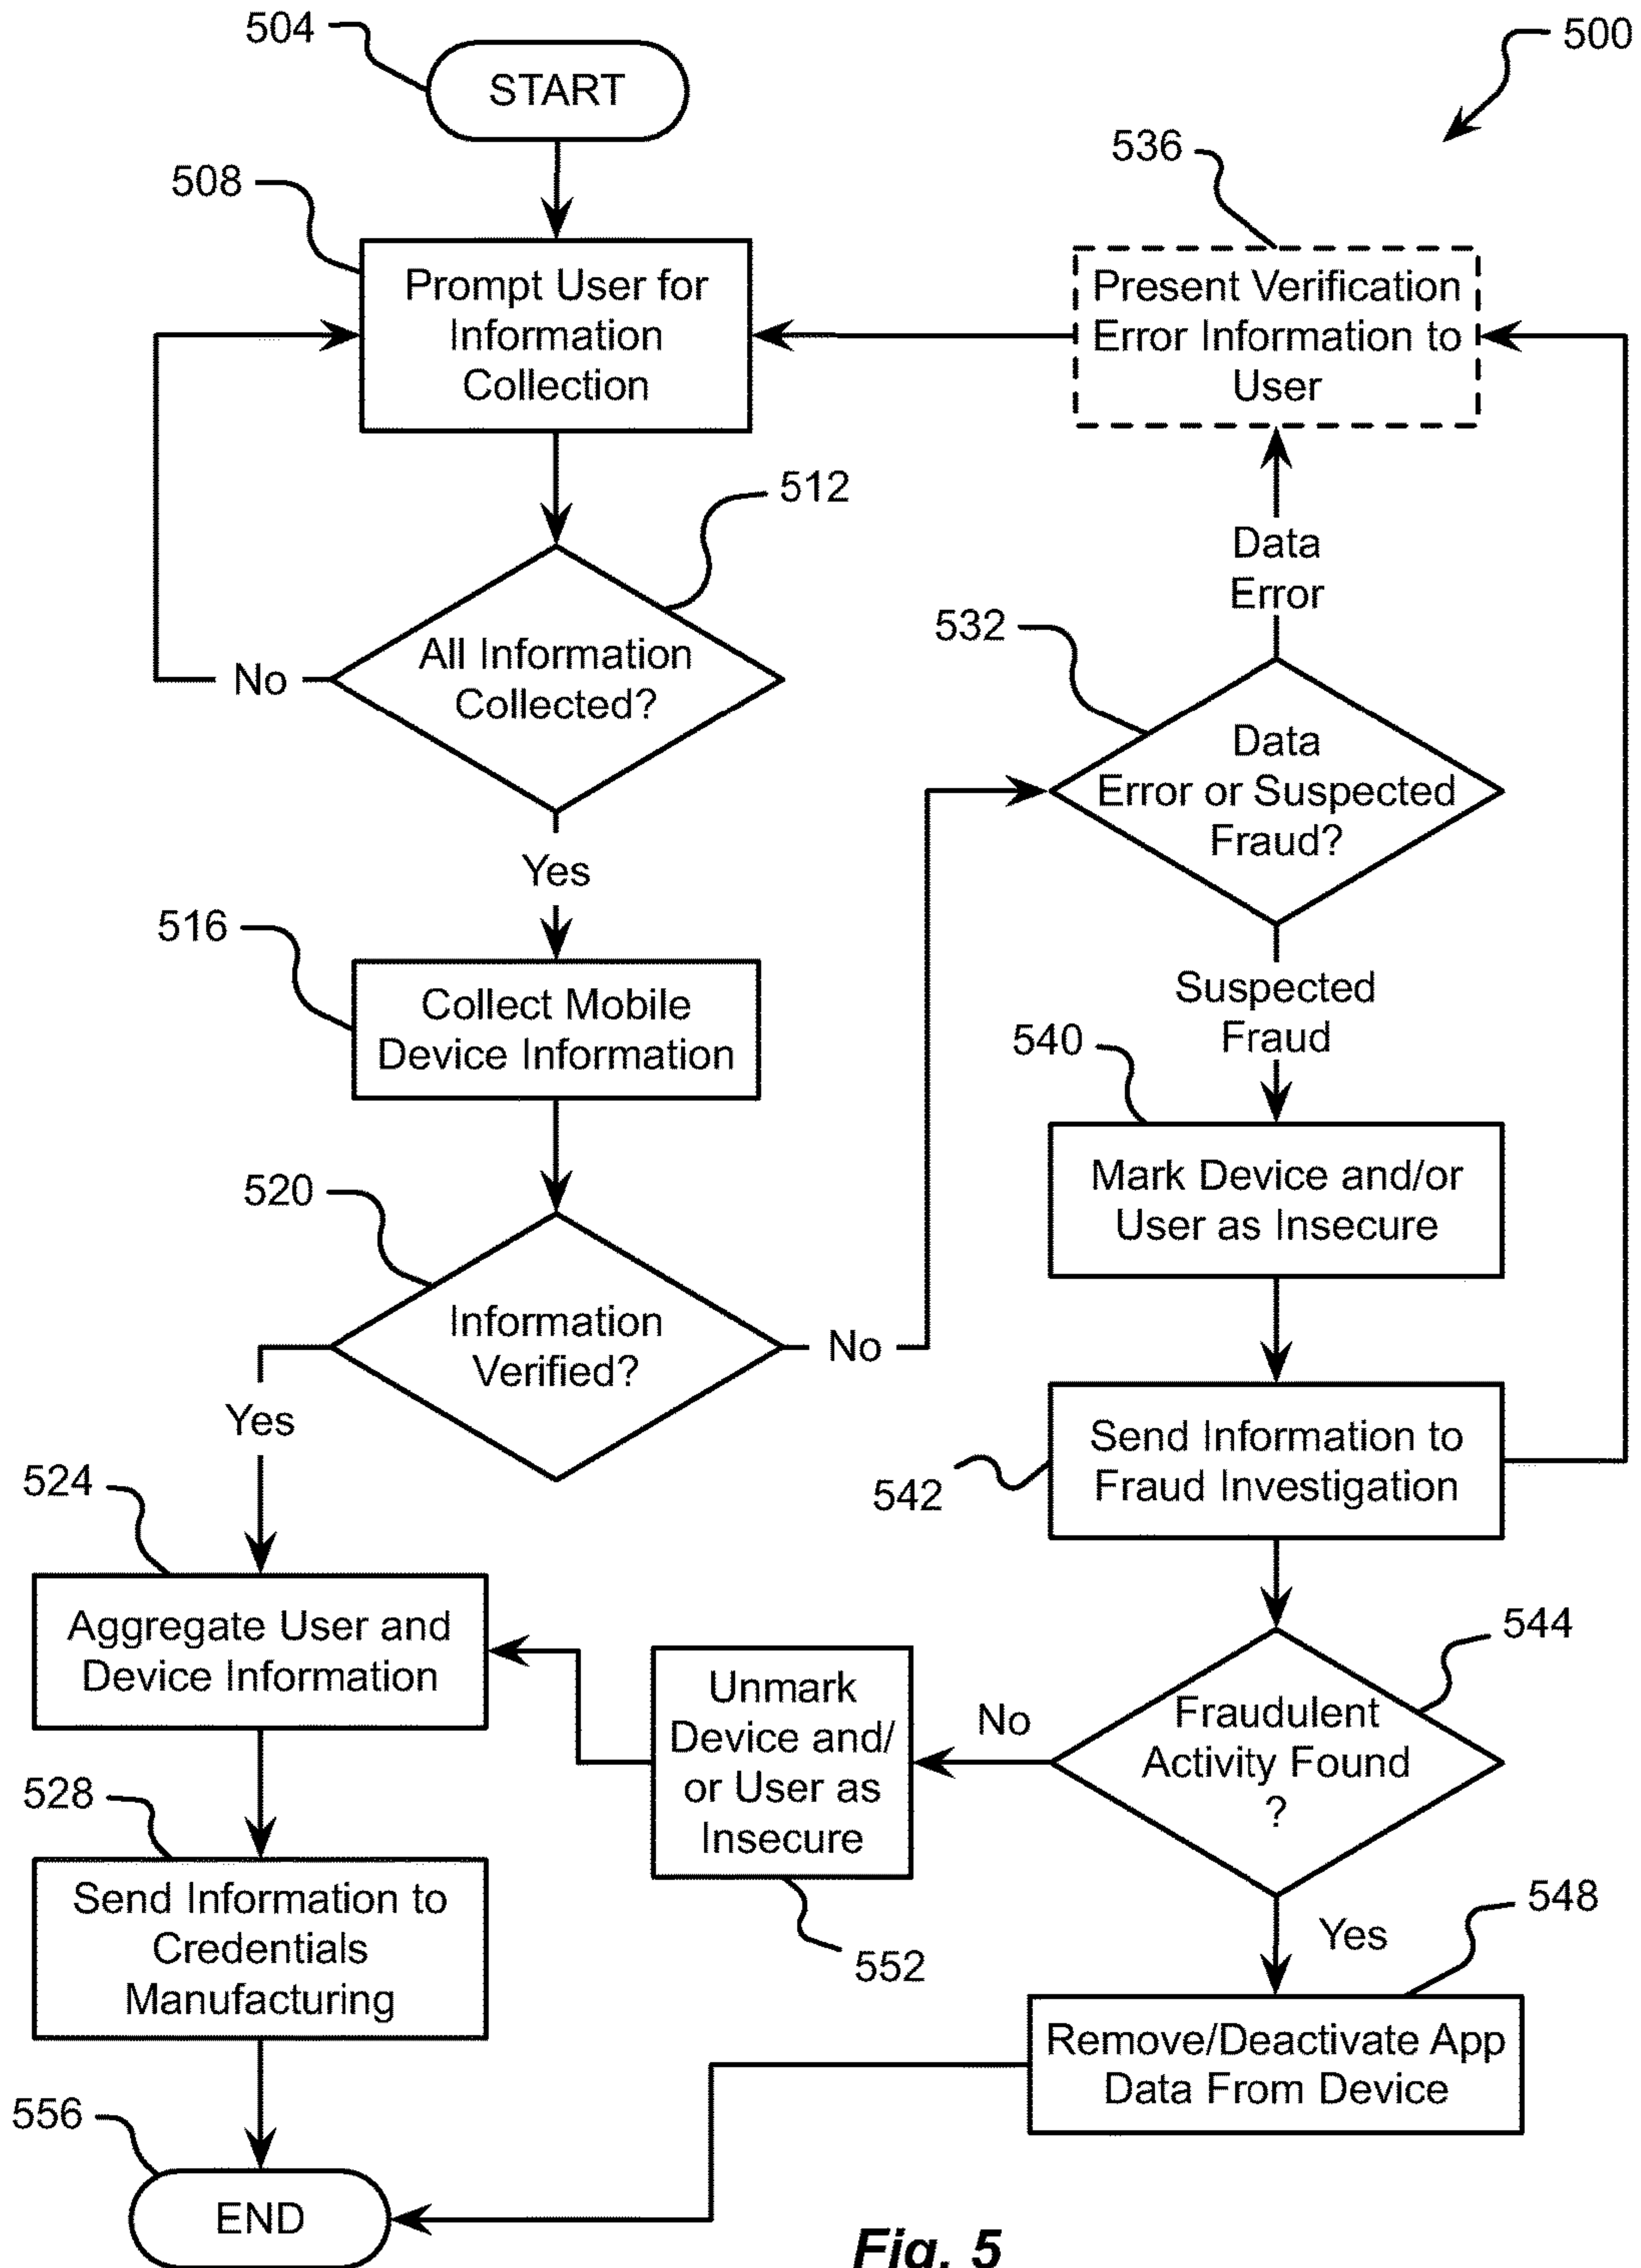 504
START
500
508
536
Prompt User for
Information
Collection
Present Verification
Error Information to
User
512
Data
Error
532
All Information
Collected?
No
Data
Error or Suspected
Fraud?
Yes
516
Collect Mobile
Device Information
Suspected
Fraud
540
Mark Device and/or
User as Insecure
520
Information
Verified?
No
Yes
Send Information to
Fraud Investigation
542
524
Aggregate User and
Device Information
544
Fraudulent
Activity Found
?
No
Unmark
Device and/
or User as
Insecure
552
528
Send Information to
Credentials
Manufacturing
Yes
548
Remove/Deactivate App
Data From Device
556
END
Fig. 5